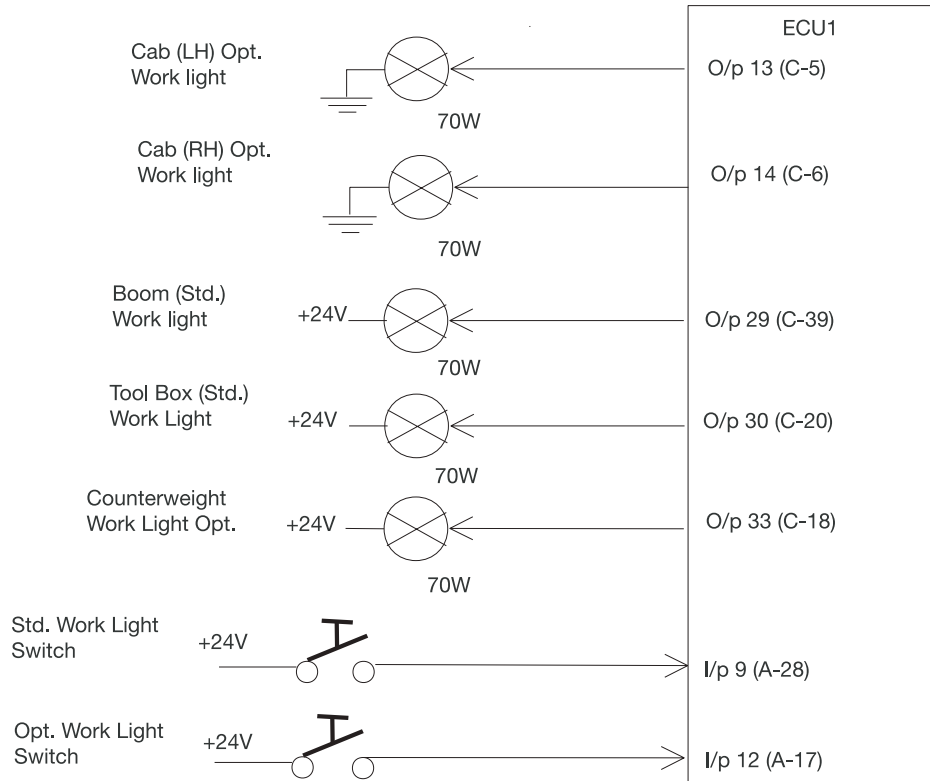 ECU1
Cab (LH) Opt.
Work light
70W
O/p 13 (C-5)
Cab (RH) Opt.
Work light
70W
O/p 14 (C-6)
Boom (Std.)
Work light
+24V
70W
O/p 29 (C-39)
Tool Box (Std.)
Work Light
+24V
70W
O/p 30 (C-20)
Counterweight
Work Light Opt.
+24V
70W
O/p 33 (C-18)
Std. Work Light
Switch
+24V
I/p 9 (A-28)
Opt. Work Light
Switch
+24V
I/p 12 (A-17)